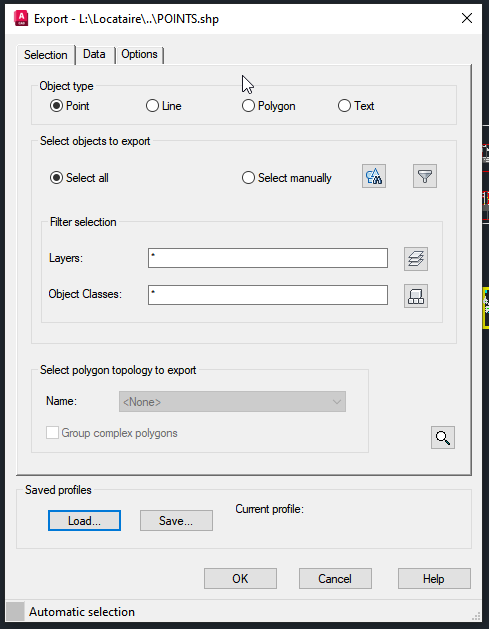 Export - L:\Locataire\..\POINTS.shp
Selection Data Options
Object type
Point Line Polygon Text
Select objects to export
Select all Select manually
Filter selection
Layers: *
Object Classes: *
Select polygon topology to export
Name: <None>
Group complex polygons
Saved profiles
Load... Save... Current profile:
OK Cancel Help
Automatic selection